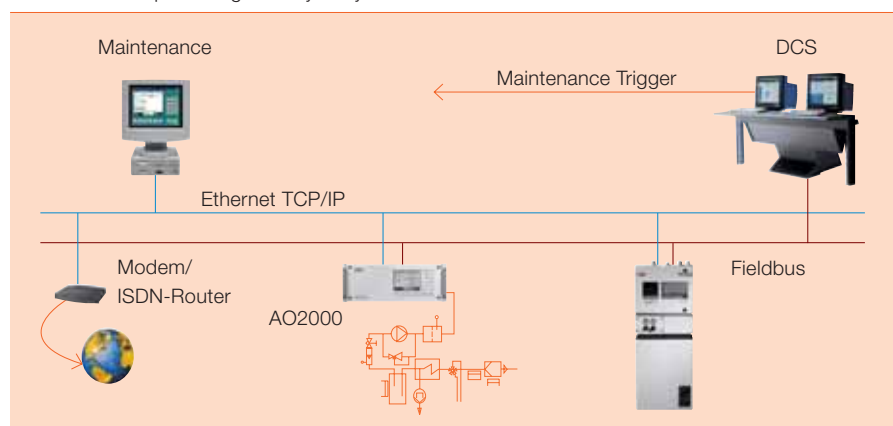 Maintenance
DCS
Maintenance Trigger
Ethernet TCP/IP
Modem/
ISDN-Router
AO2000
Fieldbus